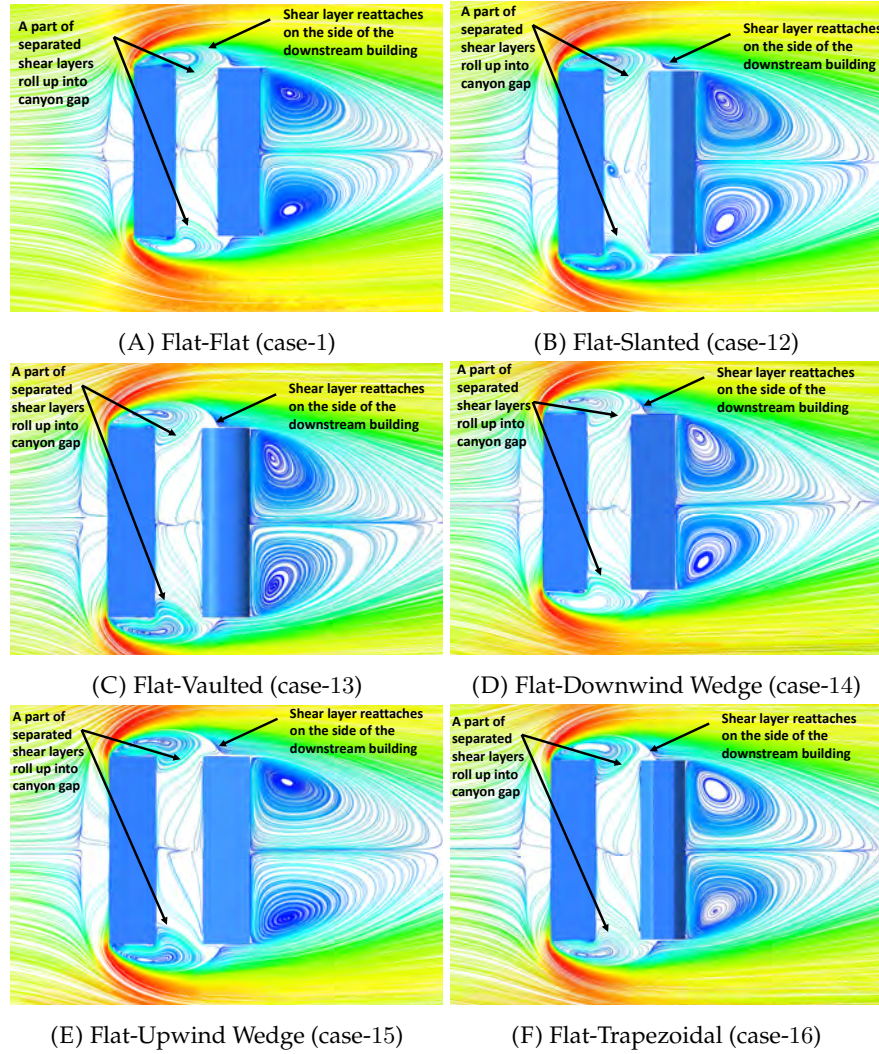 A part of
separated
shear layers
roll up into
canyon gap
Shear layer reattaches
on the side of the
downstream building
A part of
separated
shear layers
roll up into
canyon gap
Shear layer reattaches
on the side of the
downstream building
(A) Flat-Flat (case-1)
(B) Flat-Slanted (case-12)
A part of
separated
shear layers
roll up into
canyon gap
Shear layer reattaches
on the side of the
downstream building
A part of
separated
shear layers
roll up into
canyon gap
Shear layer reattaches
on the side of the
downstream building
(C) Flat-Vaulted (case-13)
(D) Flat-Downwind Wedge (case-14)
A part of
separated
shear layers
roll up into
canyon gap
Shear layer reattaches
on the side of the
downstream building
A part of
separated
shear layers
roll up into
canyon gap
Shear layer reattaches
on the side of the
downstream building
(E) Flat-Upwind Wedge (case-15)
(F) Flat-Trapezoidal (case-16)